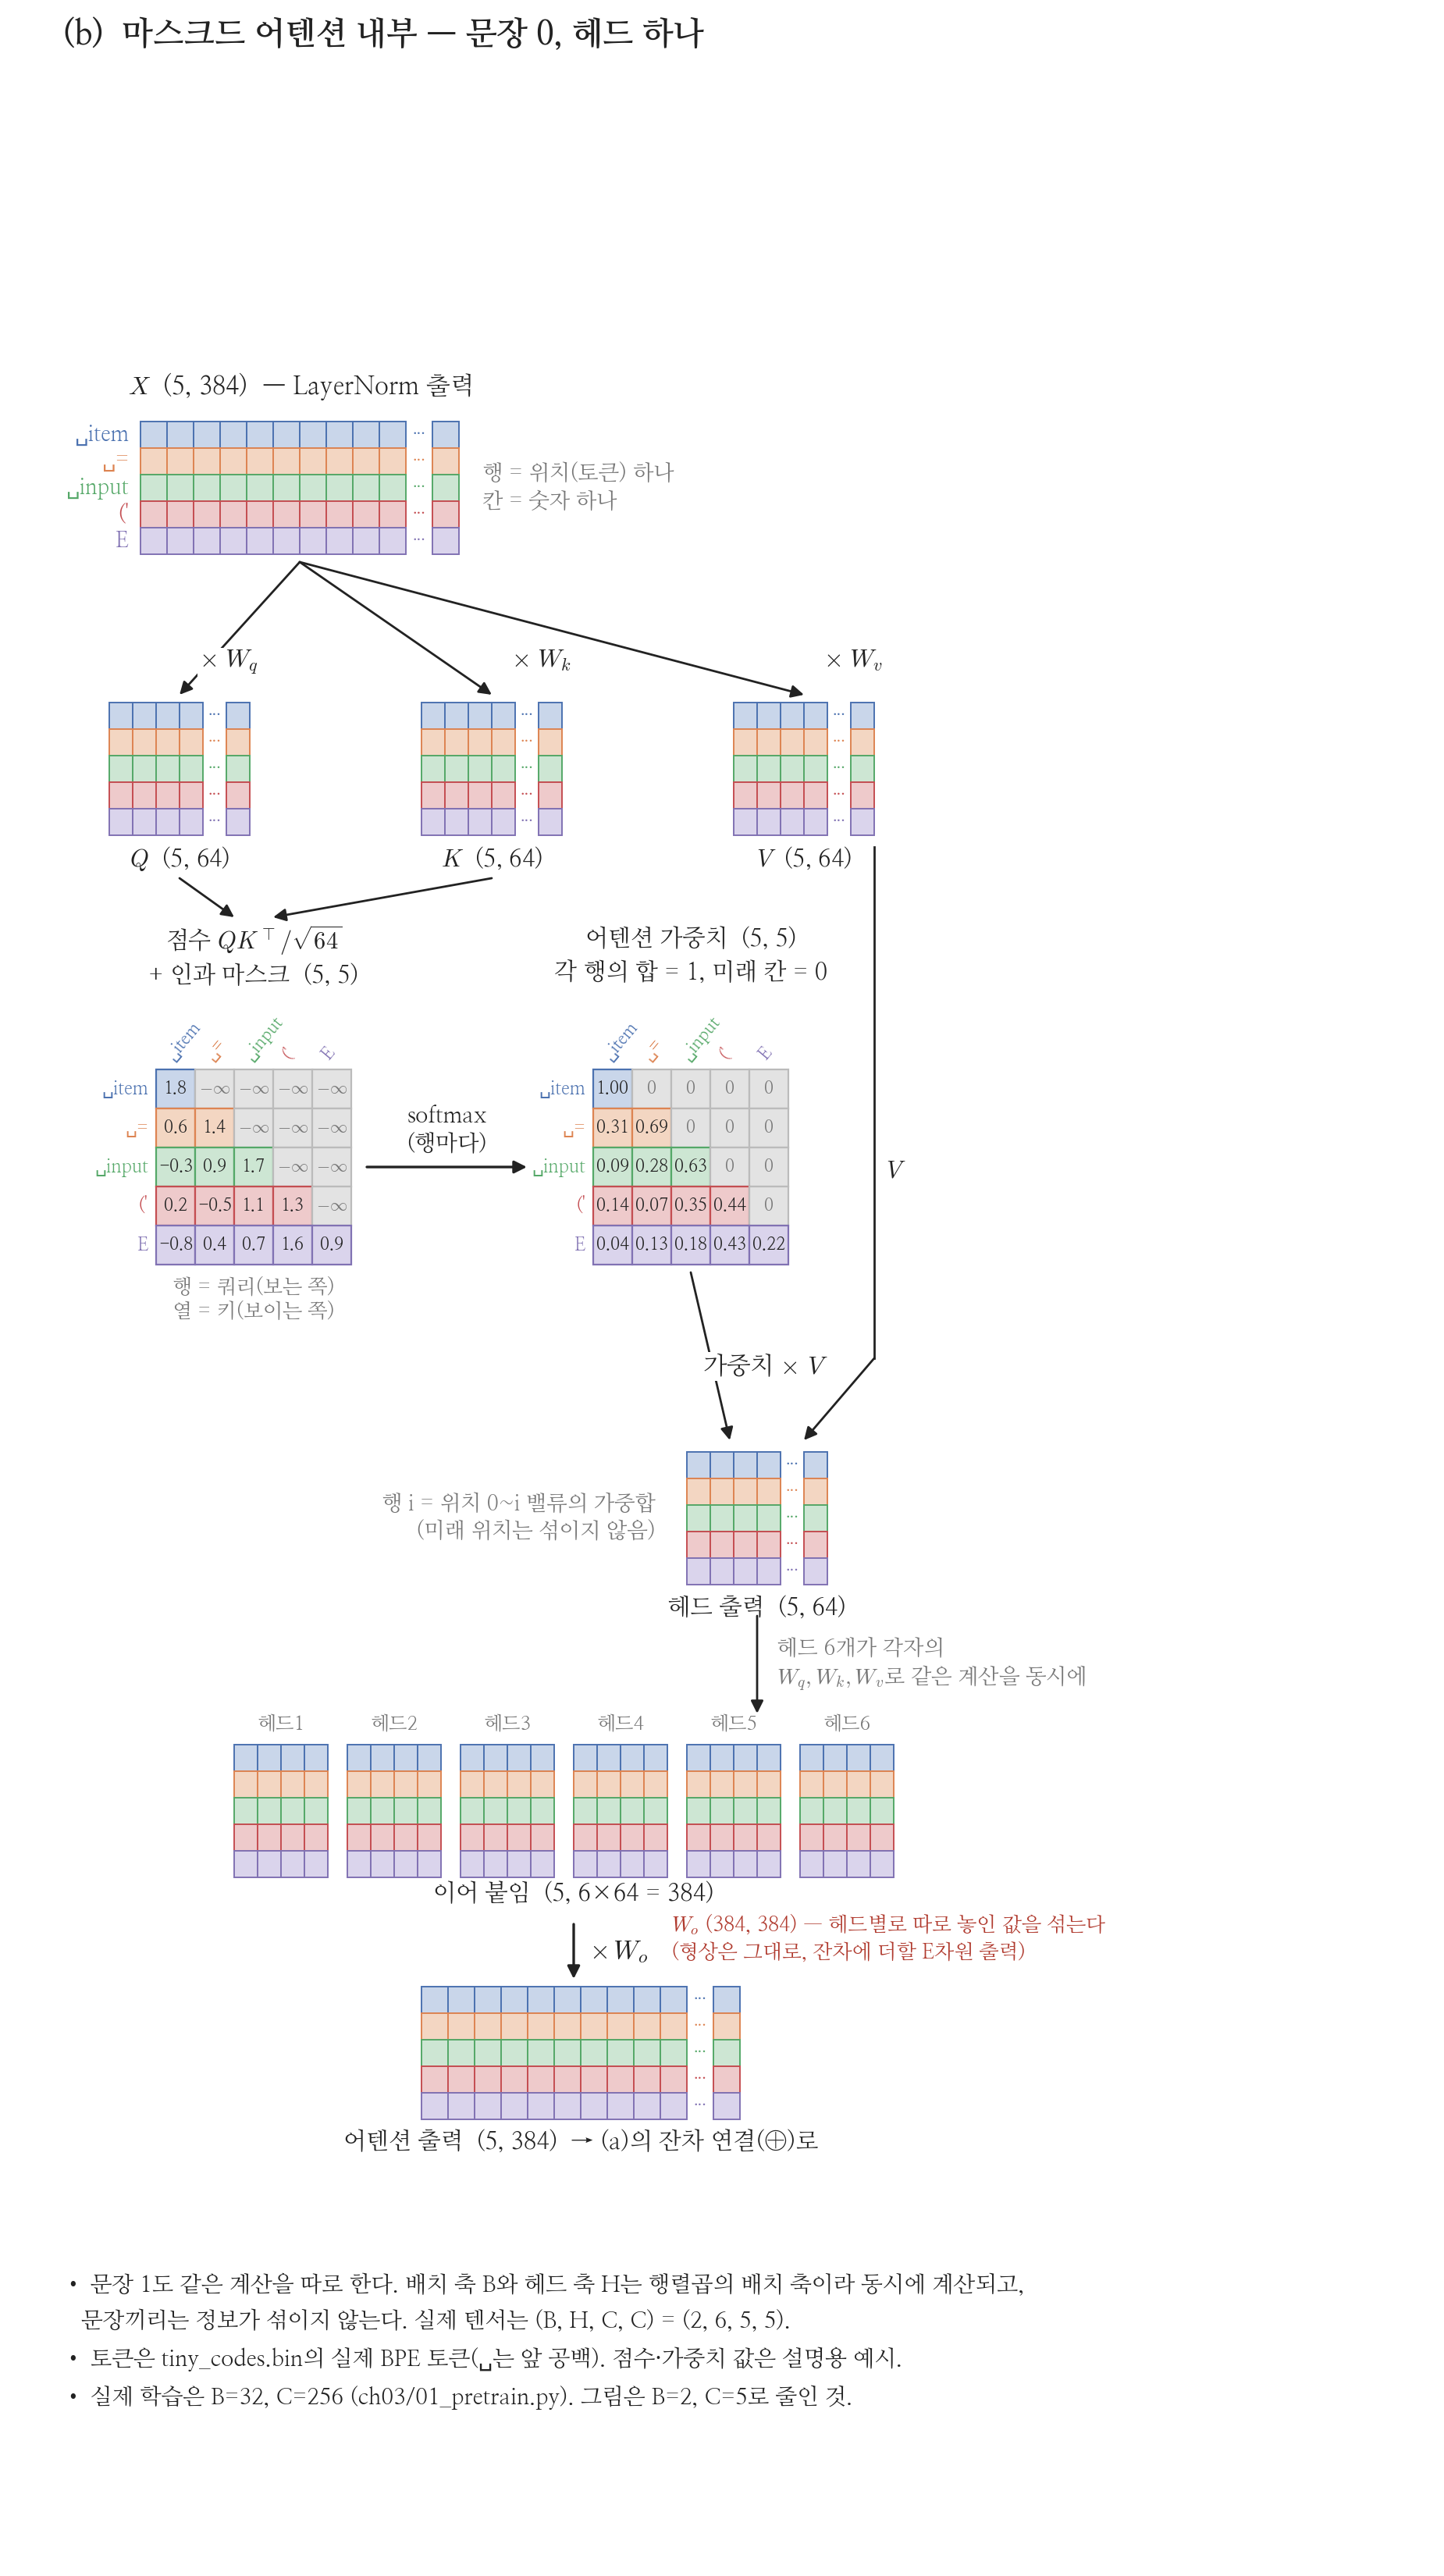 (b) 마스크드 어텐션 내부 — 문장 0, 헤드 하나
X (5, 384) — LayerNorm 출력
␣item
␣=
␣input
('
E
... ... ... ... ...
행 = 위치(토큰) 하나
칸 = 숫자 하나
× W_q
× W_k
× W_v
... ... ... ... ...
... ... ... ... ...
... ... ... ... ...
Q (5, 64)
K (5, 64)
V (5, 64)
점수 QK⊤/√64
+ 인과 마스크 (5, 5)
어텐션 가중치 (5, 5)
각 행의 합 = 1, 미래 칸 = 0
␣item ␣= ␣input (' E
␣item 1.8 −∞ −∞ −∞ −∞
␣= 0.6 1.4 −∞ −∞ −∞
␣input −0.3 0.9 1.7 −∞ −∞
(' 0.2 −0.5 1.1 1.3 −∞
E −0.8 0.4 0.7 1.6 0.9
행 = 쿼리(보는 쪽)
열 = 키(보이는 쪽)
softmax
(행마다)
␣item ␣= ␣input (' E
␣item 1.00 0 0 0 0
␣= 0.31 0.69 0 0 0
␣input 0.09 0.28 0.63 0 0
(' 0.14 0.07 0.35 0.44 0
E 0.04 0.13 0.18 0.43 0.22
V
가중치 × V
행 i = 위치 0~i 밸류의 가중합
(미래 위치는 섞이지 않음)
... ... ... ... ...
헤드 출력 (5, 64)
헤드 6개가 각자의
W_q, W_k, W_v로 같은 계산을 동시에
헤드1 헤드2 헤드3 헤드4 헤드5 헤드6
이어 붙임 (5, 6×64 = 384)
× W_o
W_o (384, 384) — 헤드별로 따로 놓인 값을 섞는다
(형상은 그대로, 잔차에 더할 E차원 출력)
... ... ... ... ...
어텐션 출력 (5, 384) → (a)의 잔차 연결(⊕)로
• 문장 1도 같은 계산을 따로 한다. 배치 축 B와 헤드 축 H는 행렬곱의 배치 축이라 동시에 계산되고,
문장끼리는 정보가 섞이지 않는다. 실제 텐서는 (B, H, C, C) = (2, 6, 5, 5).
• 토큰은 tiny_codes.bin의 실제 BPE 토큰(␣는 앞 공백). 점수·가중치 값은 설명용 예시.
• 실제 학습은 B=32, C=256 (ch03/01_pretrain.py). 그림은 B=2, C=5로 줄인 것.